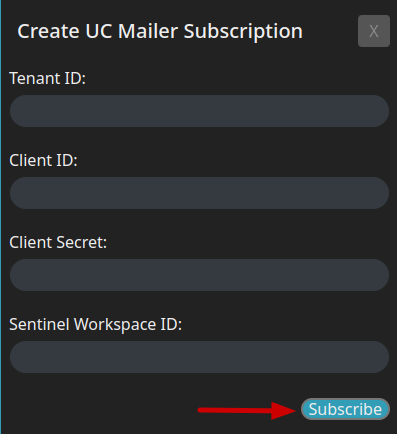 Create UC Mailer Subscription
X
Tenant ID:
Client ID:
Client Secret:
Sentinel Workspace ID:
Subscribe